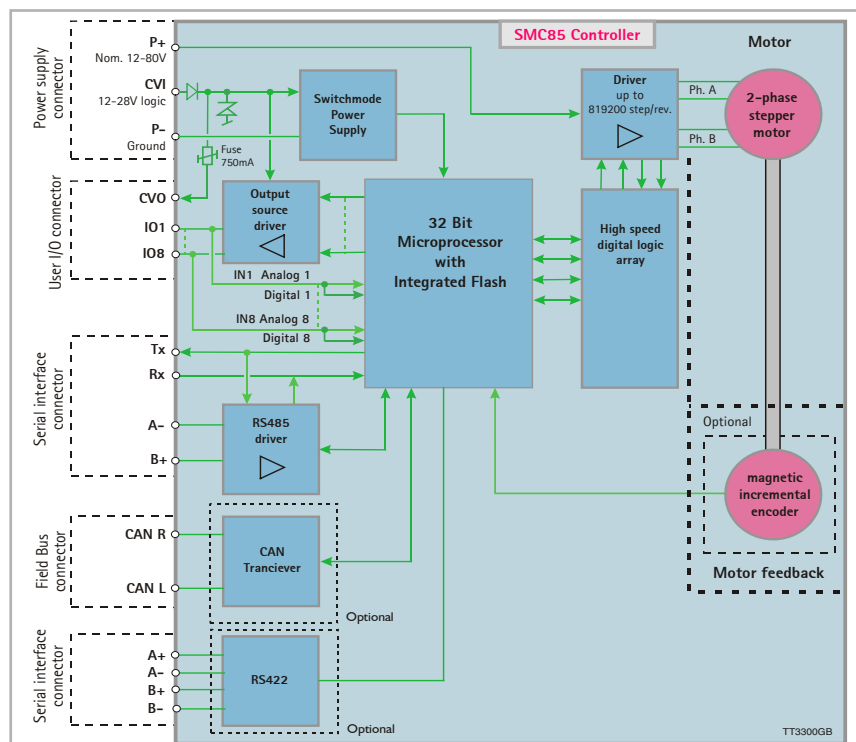 SMC85 Controller
Power supply
connector
P+
Nom. 12-80V
CVI
12-28V logic
P-
Ground
Fuse
750mA
Switchmode
Power
Supply
Driver
up to
819200 step/rev.
Ph. A
Ph. B
Motor
2-phase
stepper
motor
User I/O connector
CVO
IO1
IO8
Output
source
driver
IN1 Analog 1
Digital 1
IN8 Analog 8
Digital 8
32 Bit
Microprocessor
with
Integrated Flash
High speed
digital logic
array
Serial interface
connector
Tx
Rx
A-
B+
RS485
driver
Optional
magnetic
incremental
encoder
Motor feedback
Field Bus
connector
CAN R
CAN L
CAN
Tranciever
Optional
Serial interface
connector
A+
A-
B+
B-
RS422
Optional
TT3300GB